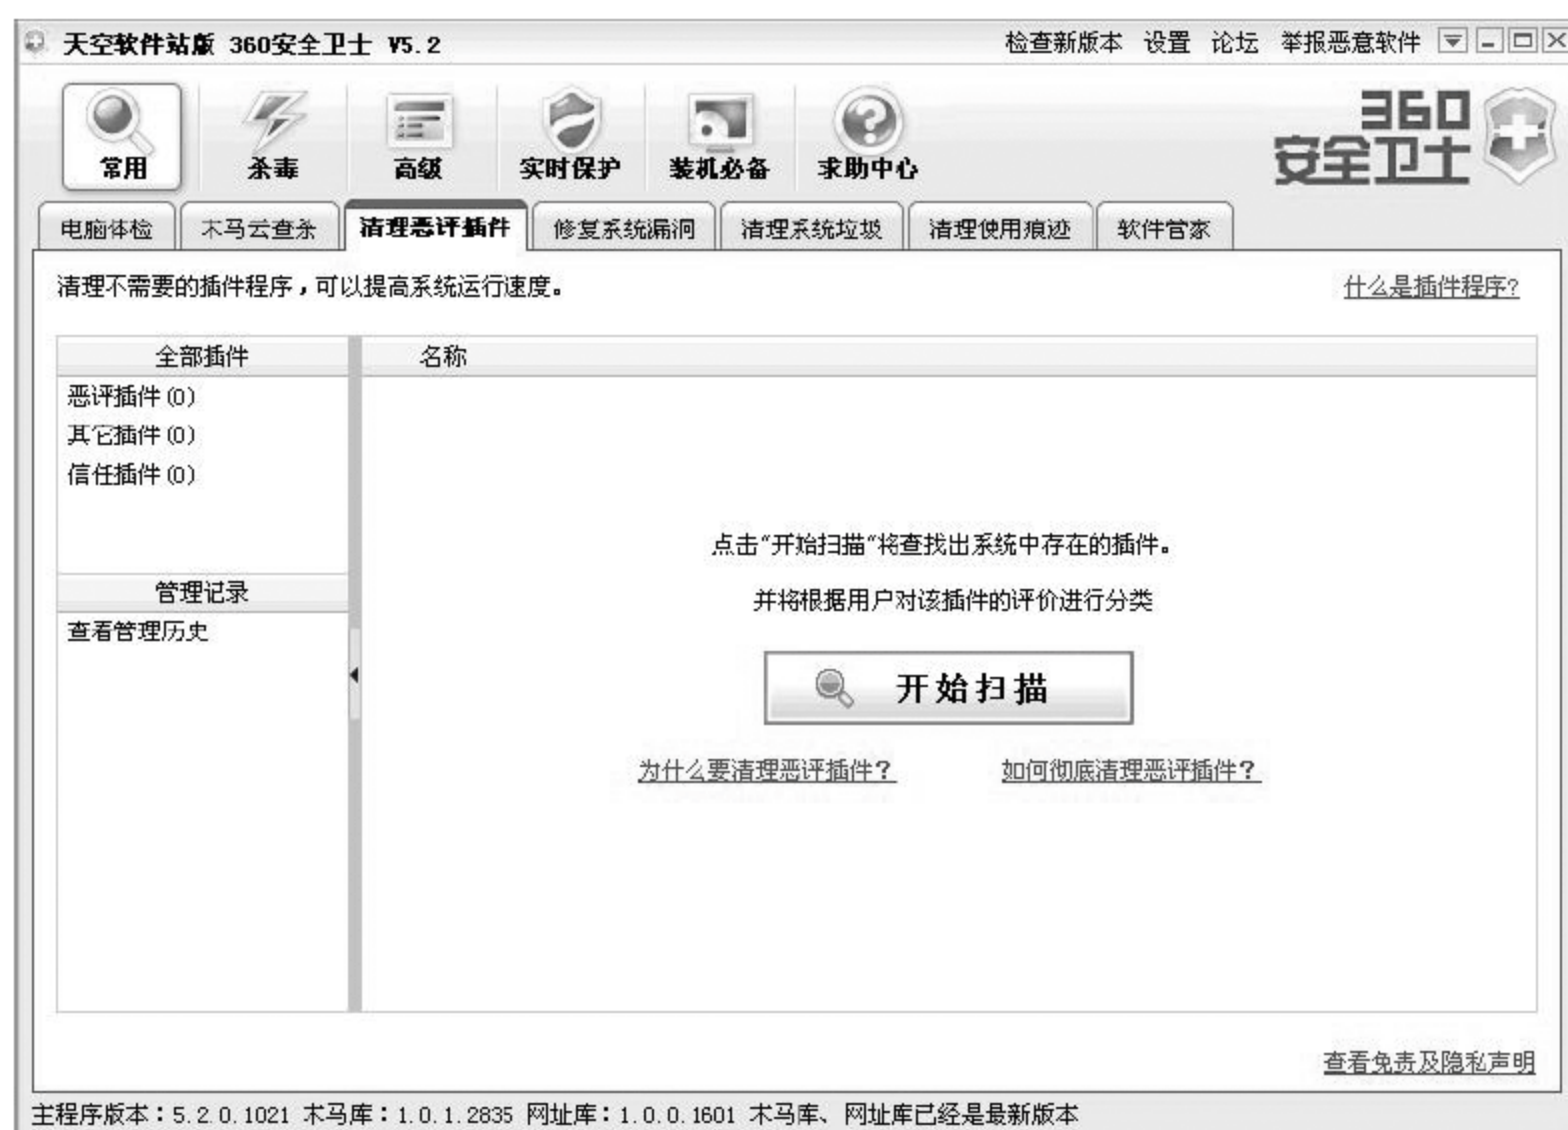 天空软件站版 360安全卫士 V5.2 检查新版本 设置 论坛 举报恶意软件
360
安全卫士
常用 杀毒 高级 实时保护 装机必备 求助中心
电脑体检 木马云查杀 清理恶评插件 修复系统漏洞 清理系统垃圾 清理使用痕迹 软件管家
清理不需要的插件程序，可以提高系统运行速度。 什么是插件程序?
全部插件 名称
恶评插件(0)
其它插件(0)
信任插件(0)
点击"开始扫描"将查找出系统中存在的插件。
管理记录 并将根据用户对该插件的评价进行分类
查看管理历史
开始扫描
为什么要清理恶评插件? 如何彻底清理恶评插件?
查看免责及隐私声明
主程序版本：5.2.0.1021 木马库：1.0.1.2835 网址库：1.0.0.1601 木马库、网址库已经是最新版本